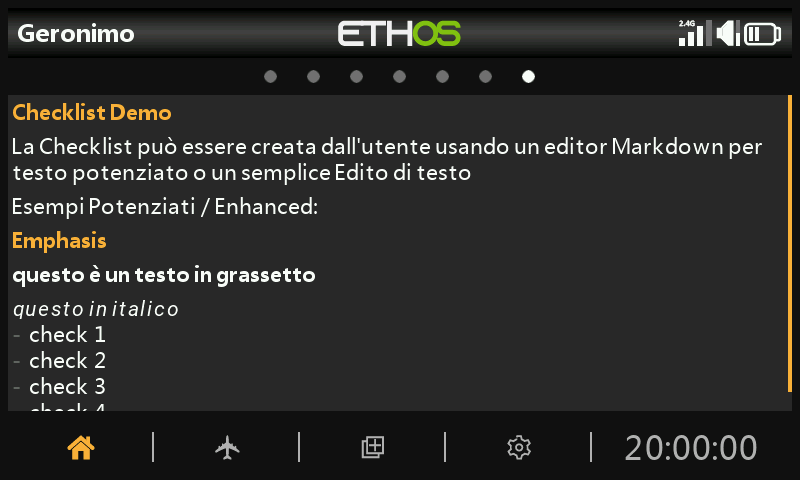 Geronimo
ETHOS
2.4G
Checklist Demo
La Checklist può essere creata dall'utente usando un editor Markdown per
testo potenziato o un semplice Edito di testo
Esempi Potenziati / Enhanced:
Emphasis
questo è un testo in grassetto
questo in italico
- check 1
- check 2
- check 3
- check 4
20:00:00